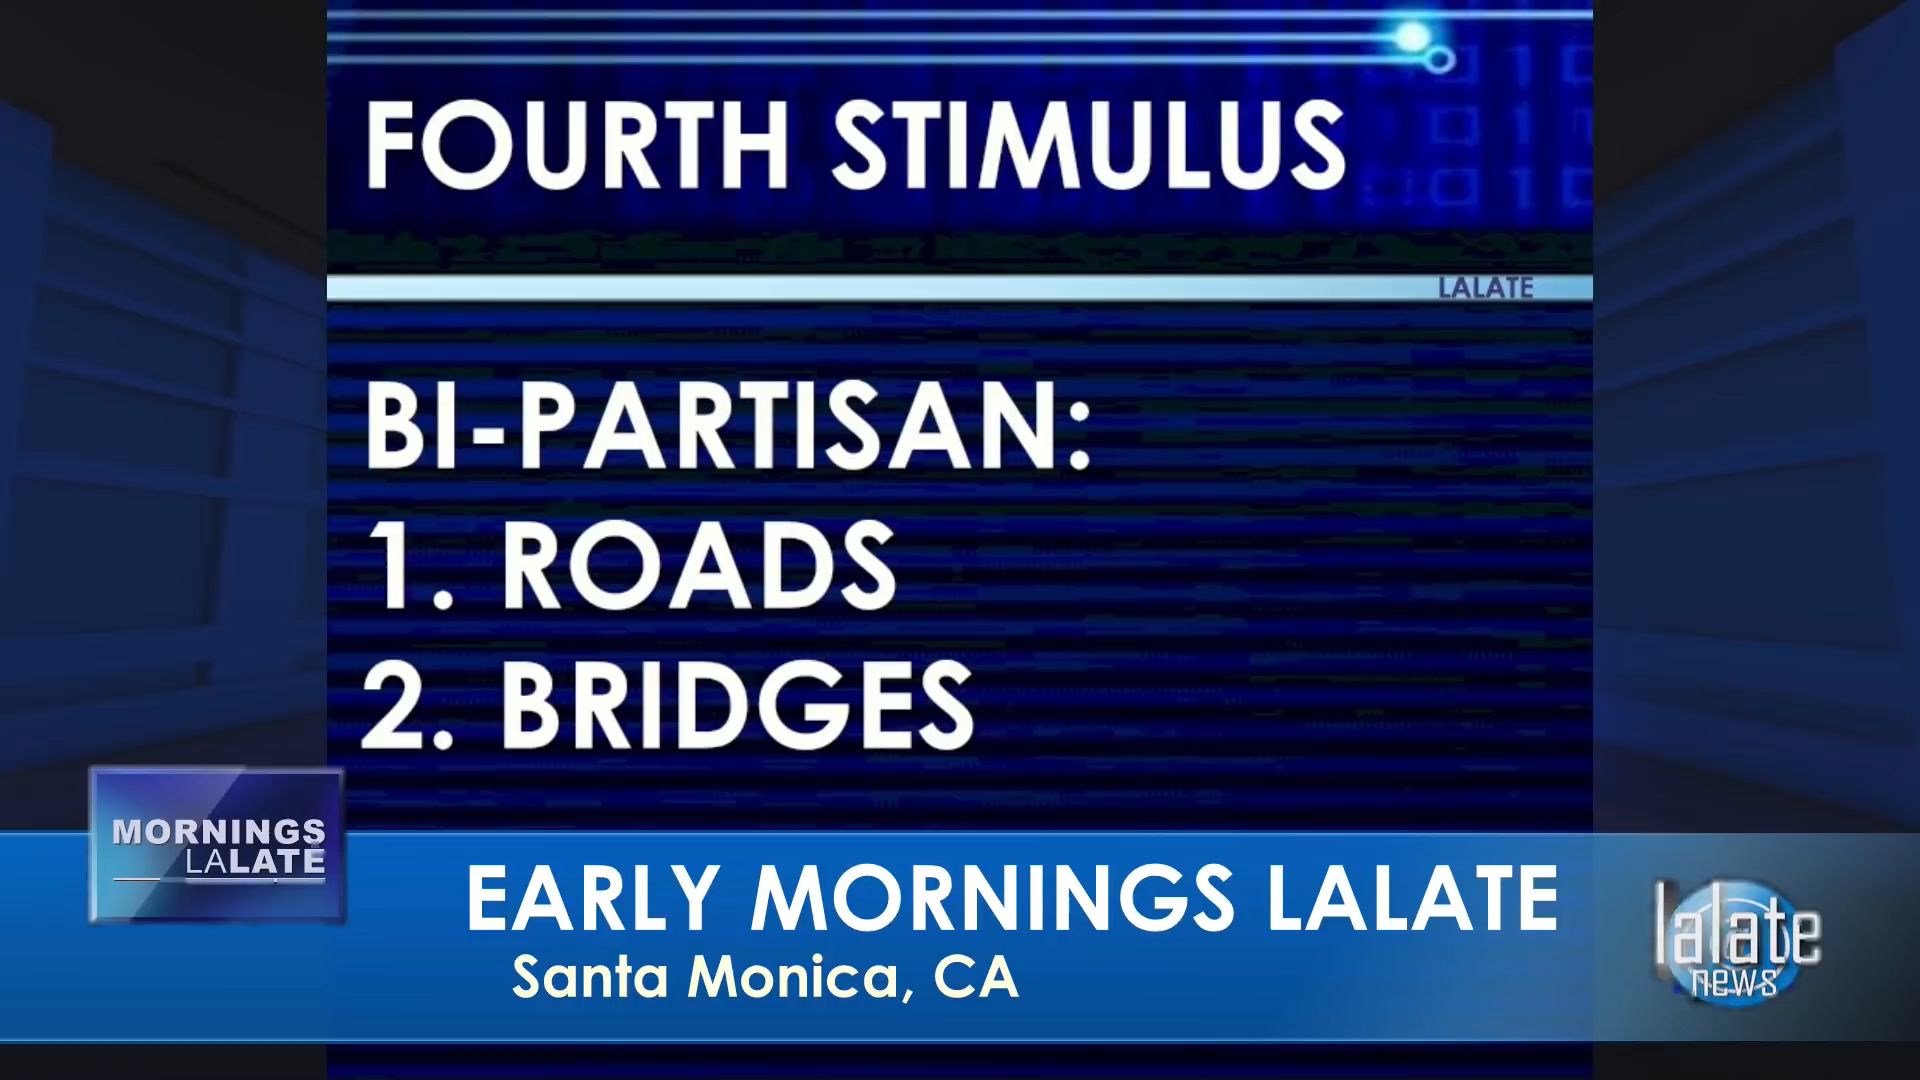 FOURTH STIMULUS
LALATE
BI-PARTISAN:
1. ROADS
2. BRIDGES
MORNINGS
LALATE
EARLY MORNINGS LALATE
Santa Monica, CA
lalate
news